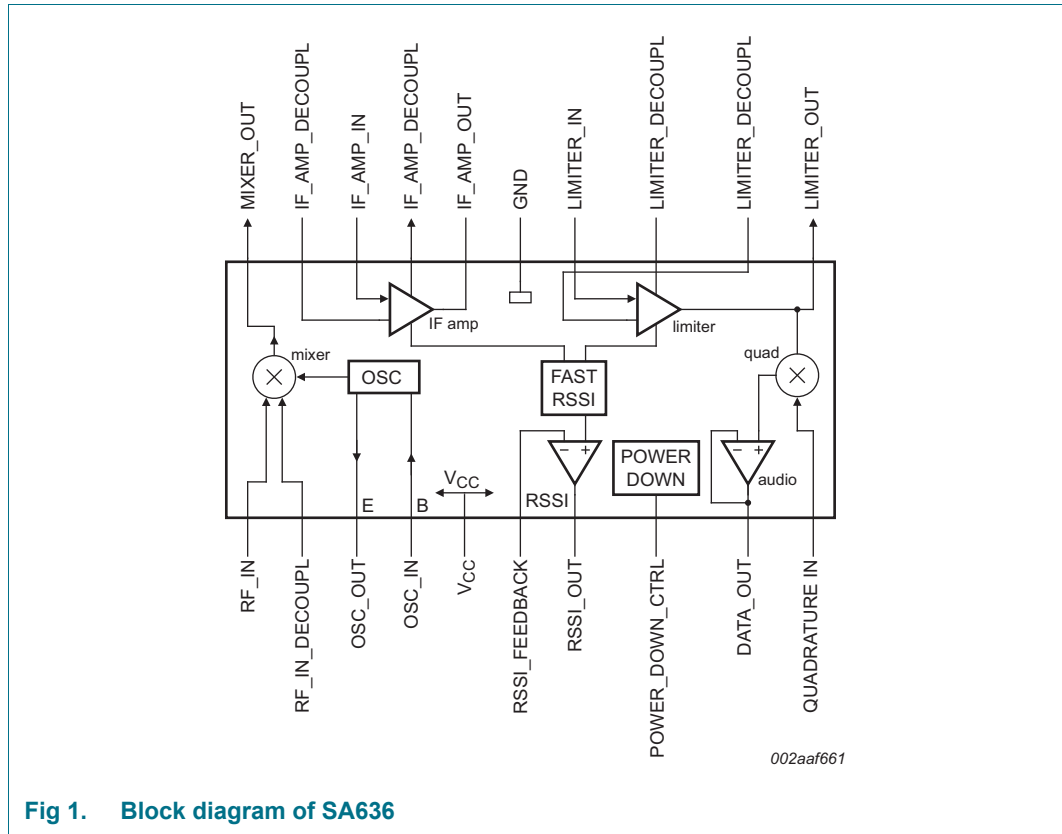 MIXER_OUT
IF_AMP_DECOUPL
IF_AMP_IN
IF_AMP_DECOUPL
IF_AMP_OUT
GND
LIMITER_IN
LIMITER_DECOUPL
LIMITER_DECOUPL
LIMITER_OUT
IF amp
limiter
mixer
quad
OSC
FAST
RSSI
POWER
DOWN
− +
− +
audio
VCC
RSSI
E
B
RF_IN
RF_IN_DECOUPL
OSC_OUT
OSC_IN
VCC
RSSI_FEEDBACK
RSSI_OUT
POWER_DOWN_CTRL
DATA_OUT
QUADRATURE IN
002aaf661
Fig 1. Block diagram of SA636